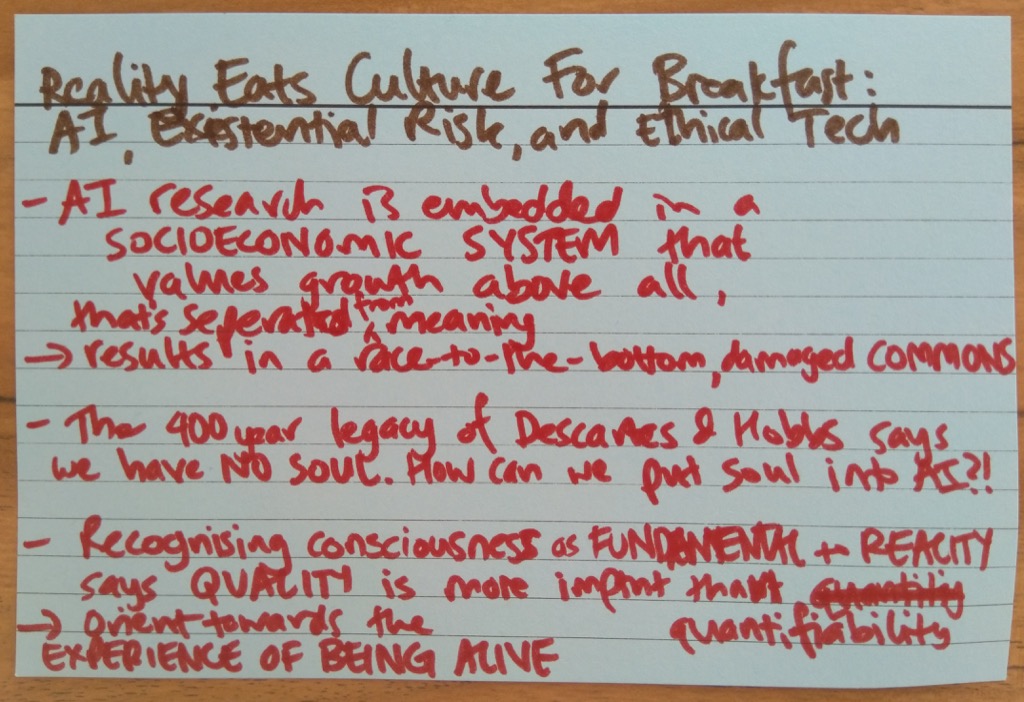 Reality Eats Culture For Breakfast:
AI, Existential Risk, and Ethical Tech
- AI research is embedded in a
SOCIOECONOMIC SYSTEM that
values growth above all,
that's seperated from meaning
→ results in a race-to-the-bottom, damaged COMMONS
- The 400 year legacy of Descartes & Hobbs says
we have NO SOUL. How can we put soul into AI?!
- Recognising consciousness as FUNDAMENTAL to REALITY
says QUALITY is more impt than quantity
→ orient towards the quantifiability
EXPERIENCE OF BEING ALIVE